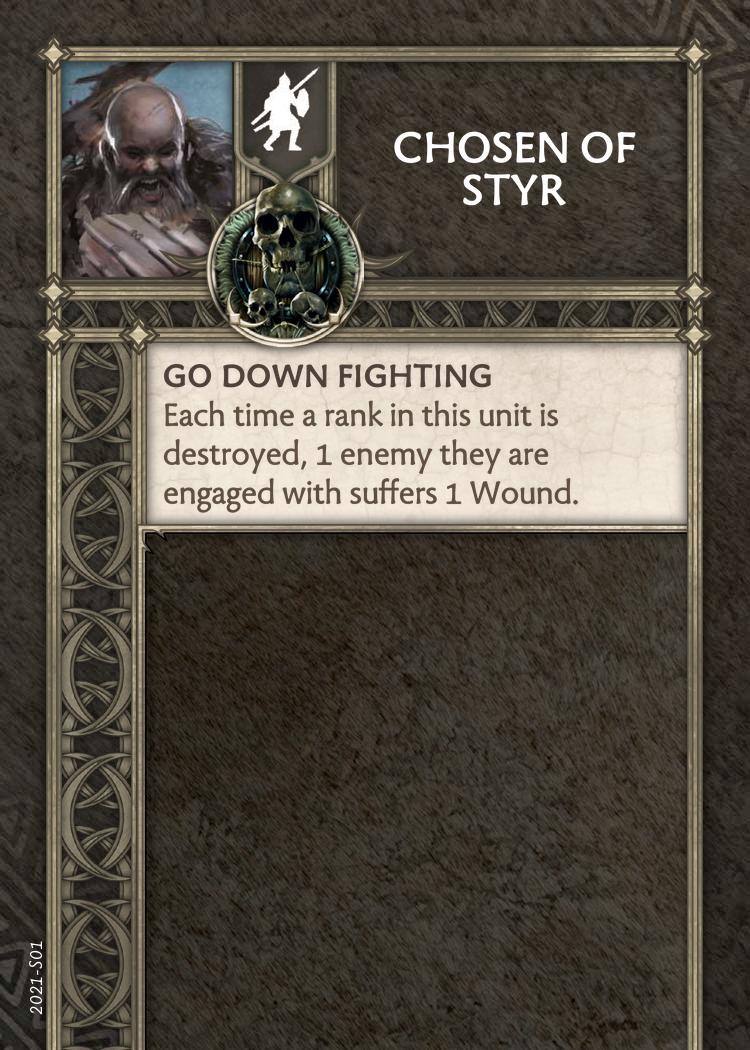 CHOSEN OF
STYR
GO DOWN FIGHTING
Each time a rank in this unit is
destroyed, 1 enemy they are
engaged with suffers 1 Wound.
2021-S01